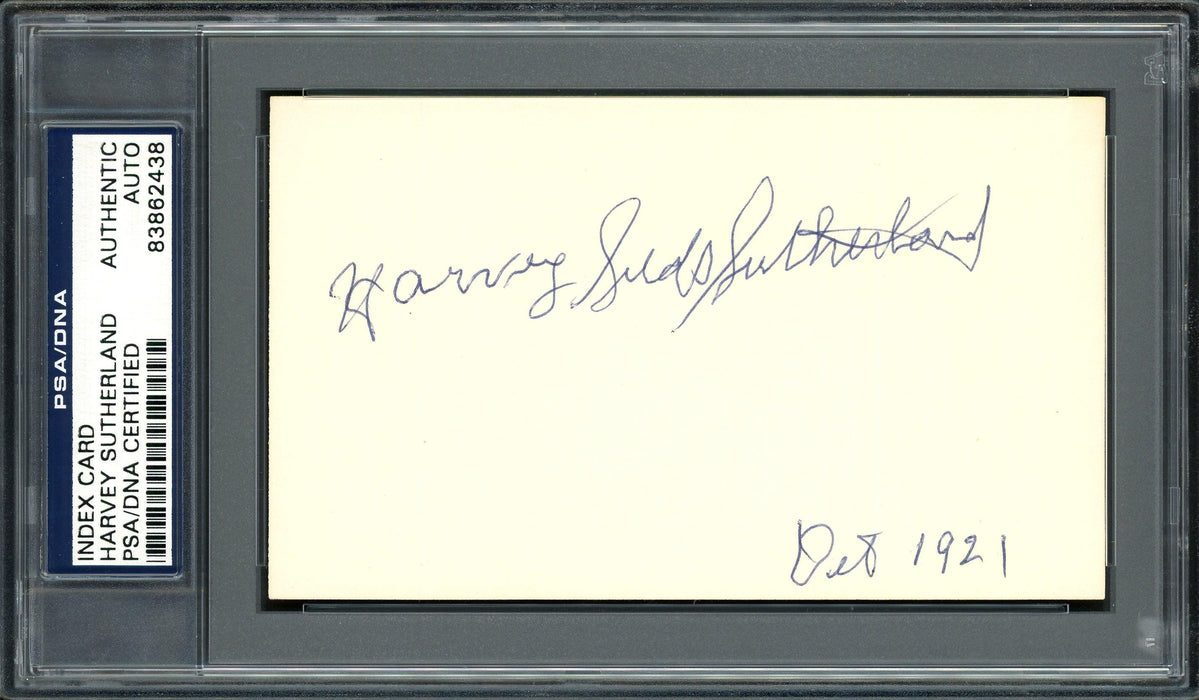 PSA/DNA
INDEX CARD
HARVEY SUTHERLAND AUTHENTIC
PSA/DNA CERTIFIED AUTO
83862438
Harvey Suds Sutherland
Det 1921